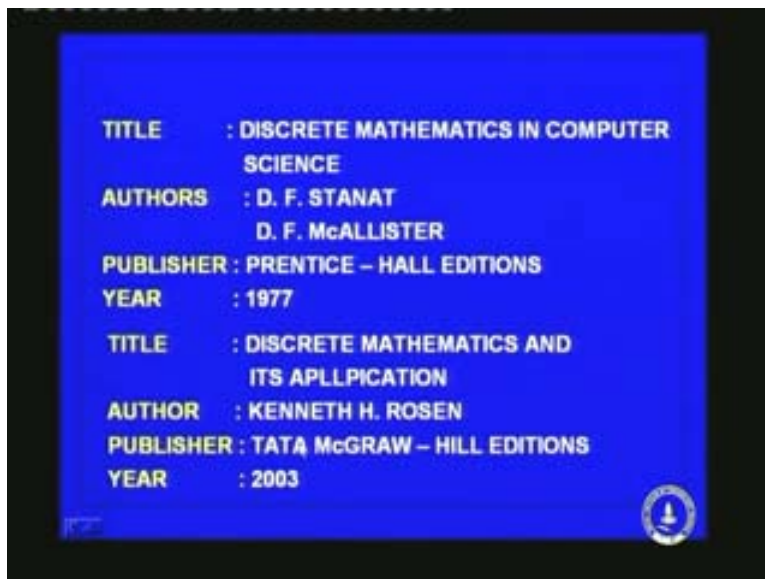 TITLE : DISCRETE MATHEMATICS IN COMPUTER
SCIENCE
AUTHORS : D. F. STANAT
D. F. McALLISTER
PUBLISHER : PRENTICE – HALL EDITIONS
YEAR : 1977
TITLE : DISCRETE MATHEMATICS AND
ITS APLLPICATION
AUTHOR : KENNETH H. ROSEN
PUBLISHER : TATA McGRAW – HILL EDITIONS
YEAR : 2003